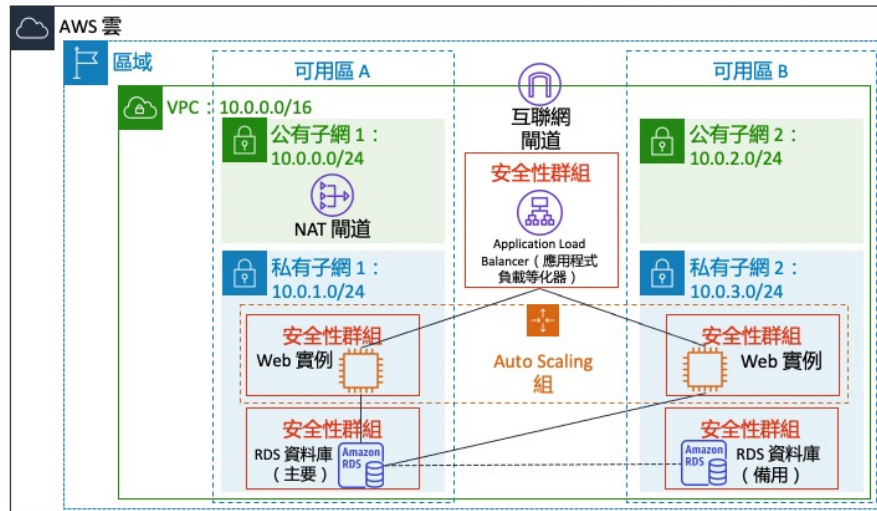 AWS 雲
區域
可用區 A
可用區 B
VPC：10.0.0.0/16
互聯網
閘道
公有子網 1：
10.0.0.0/24
NAT 閘道
公有子網 2：
10.0.2.0/24
安全性群組
Application Load
Balancer（應用程式
負載等化器）
私有子網 1：
10.0.1.0/24
私有子網 2：
10.0.3.0/24
安全性群組
Web 實例
Auto Scaling
組
安全性群組
Web 實例
安全性群組
RDS 資料庫
（主要）
Amazon
RDS
安全性群組
Amazon
RDS
RDS 資料庫
（備用）